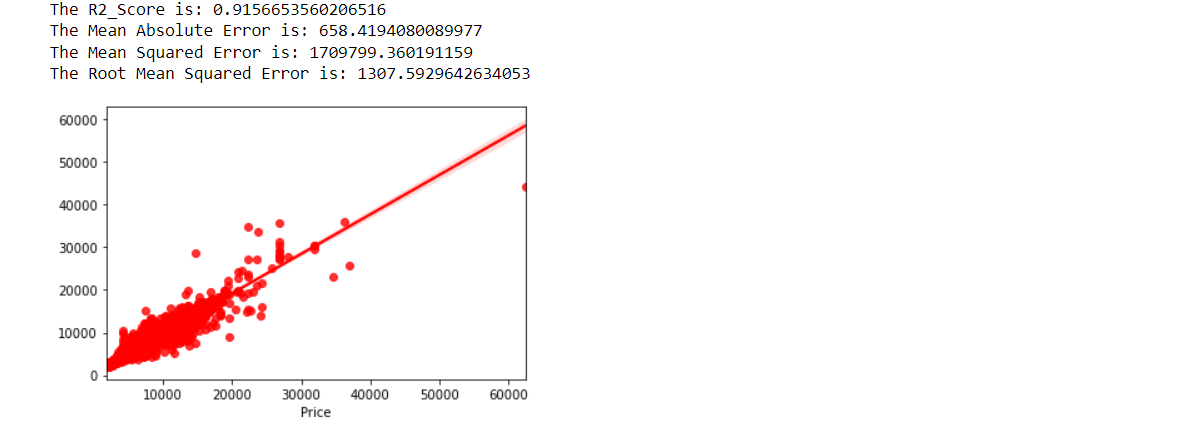 The R2_Score is: 0.9156653560206516
The Mean Absolute Error is: 658.4194080089977
The Mean Squared Error is: 1709799.360191159
The Root Mean Squared Error is: 1307.5929642634053
60000
50000
40000
30000
20000
10000
0
10000 20000 30000 40000 50000 60000
Price